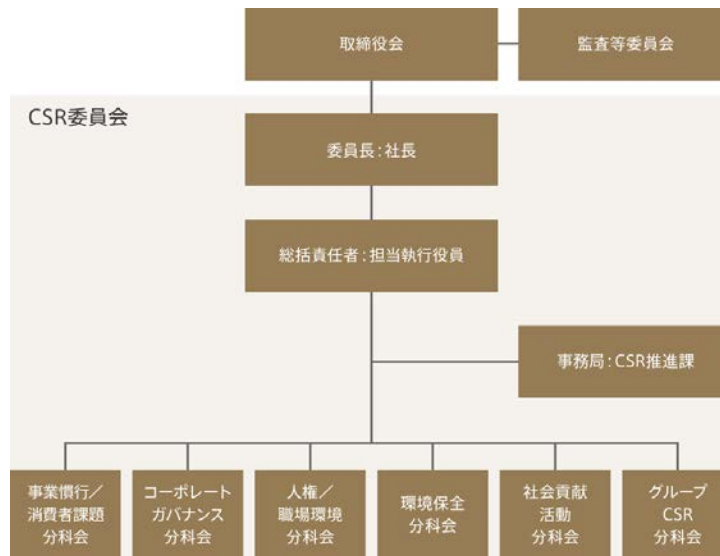 取締役会
監査等委員会
CSR委員会
委員長：社長
総括責任者：担当執行役員
事務局：CSR推進課
事業慣行／
消費者課題
分科会
コーポレート
ガバナンス
分科会
人権／
職場環境
分科会
環境保全
分科会
社会貢献
活動
分科会
グループ
CSR
分科会